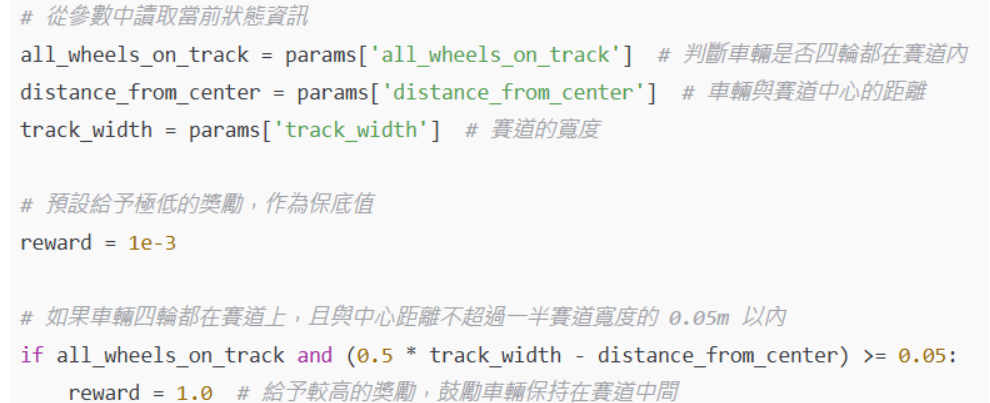 # 從參數中讀取當前狀態資訊
all_wheels_on_track = params['all_wheels_on_track']  # 判斷車輛是否四輪都在賽道內
distance_from_center = params['distance_from_center']  # 車輛與賽道中心的距離
track_width = params['track_width']  # 賽道的寬度
# 預設給予極低的獎勵，作為保底值
reward = 1e-3
# 如果車輛四輪都在賽道上，且與中心距離不超過一半賽道寬度的 0.05m 以內
if all_wheels_on_track and (0.5 * track_width - distance_from_center) >= 0.05:
    reward = 1.0  # 給予較高的獎勵，鼓勵車輛保持在賽道中間